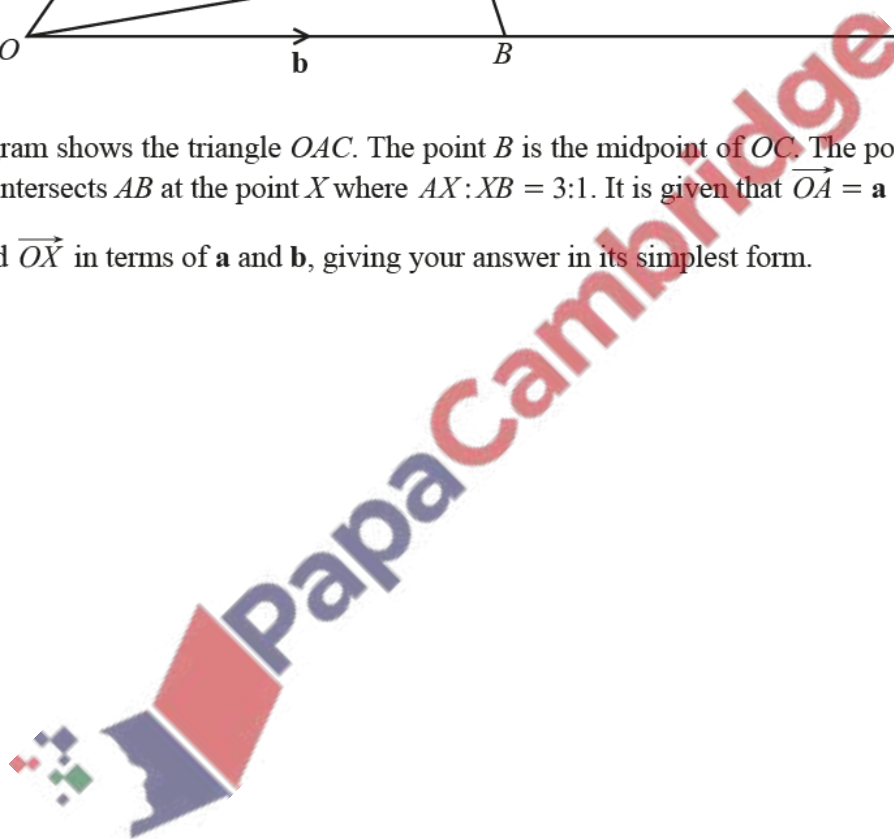 O
B
b
ram shows the triangle OAC. The point B is the midpoint of OC. The po
ntersects AB at the point X where AX : XB = 3:1. It is given that OA = a
OX in terms of a and b, giving your answer in its simplest form.
PapaCambridge